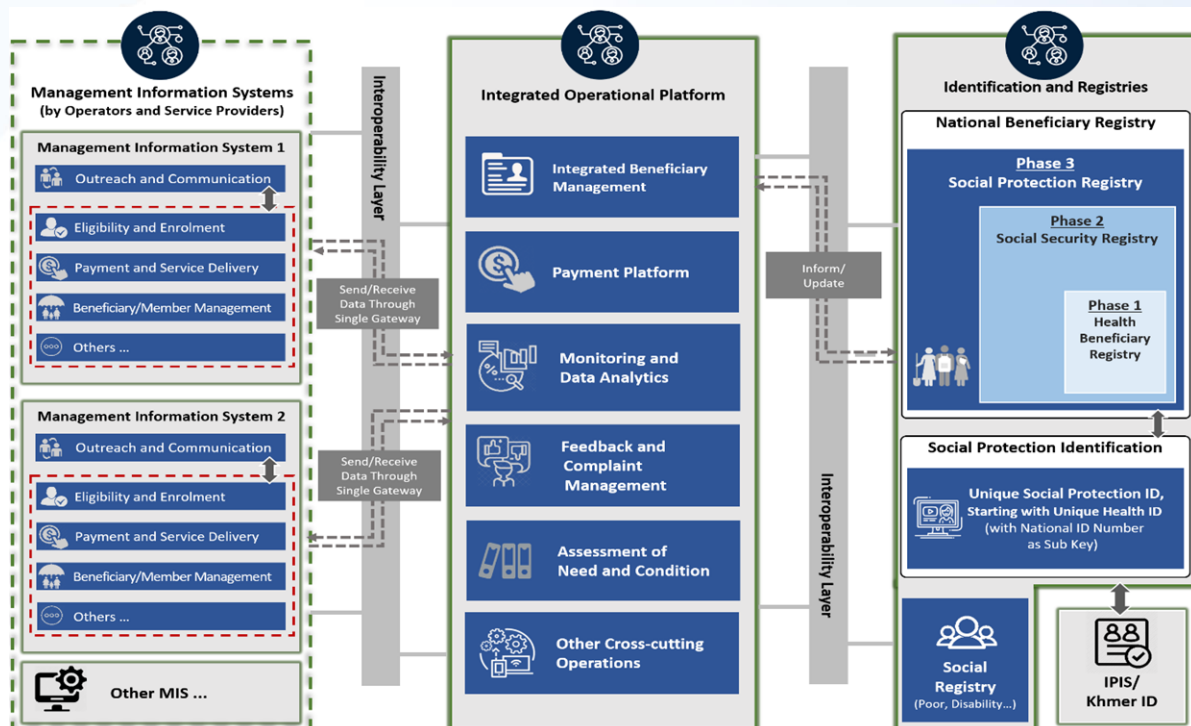 Management Information Systems
(by Operators and Service Providers)
Management Information System 1
Outreach and Communication
Eligibility and Enrolment
Payment and Service Delivery
Beneficiary/Member Management
Others ...
Management Information System 2
Outreach and Communication
Eligibility and Enrolment
Payment and Service Delivery
Beneficiary/Member Management
Others ...
Other MIS ...
Interoperability Layer
Send/Receive
Data Through
Single Gateway
Send/Receive
Data Through
Single Gateway
Integrated Operational Platform
Integrated Beneficiary
Management
Payment Platform
Monitoring and
Data Analytics
Feedback and
Complaint
Management
Assessment of
Need and Condition
Other Cross-cutting
Operations
Inform/
Update
Interoperability Layer
Identification and Registries
National Beneficiary Registry
Phase 3
Social Protection Registry
Phase 2
Social Security Registry
Phase 1
Health
Beneficiary
Registry
Social Protection Identification
Unique Social Protection ID,
Starting with Unique Health ID
(with National ID Number
as Sub Key)
Social
Registry
(Poor, Disability...)
IPIS/
Khmer ID